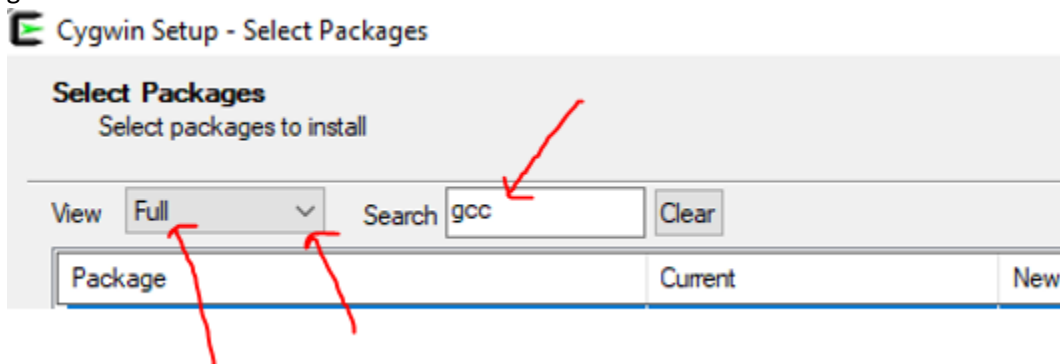 Cygwin Setup - Select Packages
Select Packages
Select packages to install
View Full Search gcc Clear
Package Current New